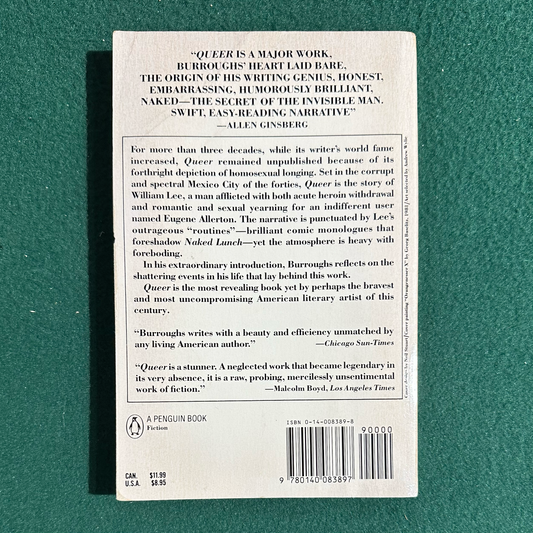 “QUEER IS A MAJOR WORK,
BURROUGHS’ HEART LAID BARE,
THE ORIGIN OF HIS WRITING GENIUS, HONEST,
EMBARRASSING, HUMOROUSLY BRILLIANT,
NAKED—THE SECRET OF THE INVISIBLE MAN.
SWIFT, EASY-READING NARRATIVE”
—ALLEN GINSBERG
For more than three decades, while its writer’s world fame
increased, Queer remained unpublished because of its
forthright depiction of homosexual longing. Set in the corrupt
and spectral Mexico City of the forties, Queer is the story of
William Lee, a man afflicted with both acute heroin withdrawal
and romantic and sexual yearning for an indifferent user
named Eugene Allerton. The narrative is punctuated by Lee’s
outrageous “routines”—brilliant comic monologues that
foreshadow Naked Lunch—yet the atmosphere is heavy with
foreboding.
In his extraordinary introduction, Burroughs reflects on the
shattering events in his life that lay behind this work.
Queer is the most revealing book yet by perhaps the bravest
and most uncompromising American literary artist of this
century.
“Burroughs writes with a beauty and efficiency unmatched by
any living American author.” —Chicago Sun-Times
“Queer is a stunner. A neglected work that became legendary
in its very absence, it is a raw, probing, mercilessly unsentimental
work of fiction.” —Malcolm Boyd, Los Angeles Times
A PENGUIN BOOK
Fiction
CAN. $11.99
U.S.A. $8.95
ISBN 0-14-008389-8
90000
9 780140 083897